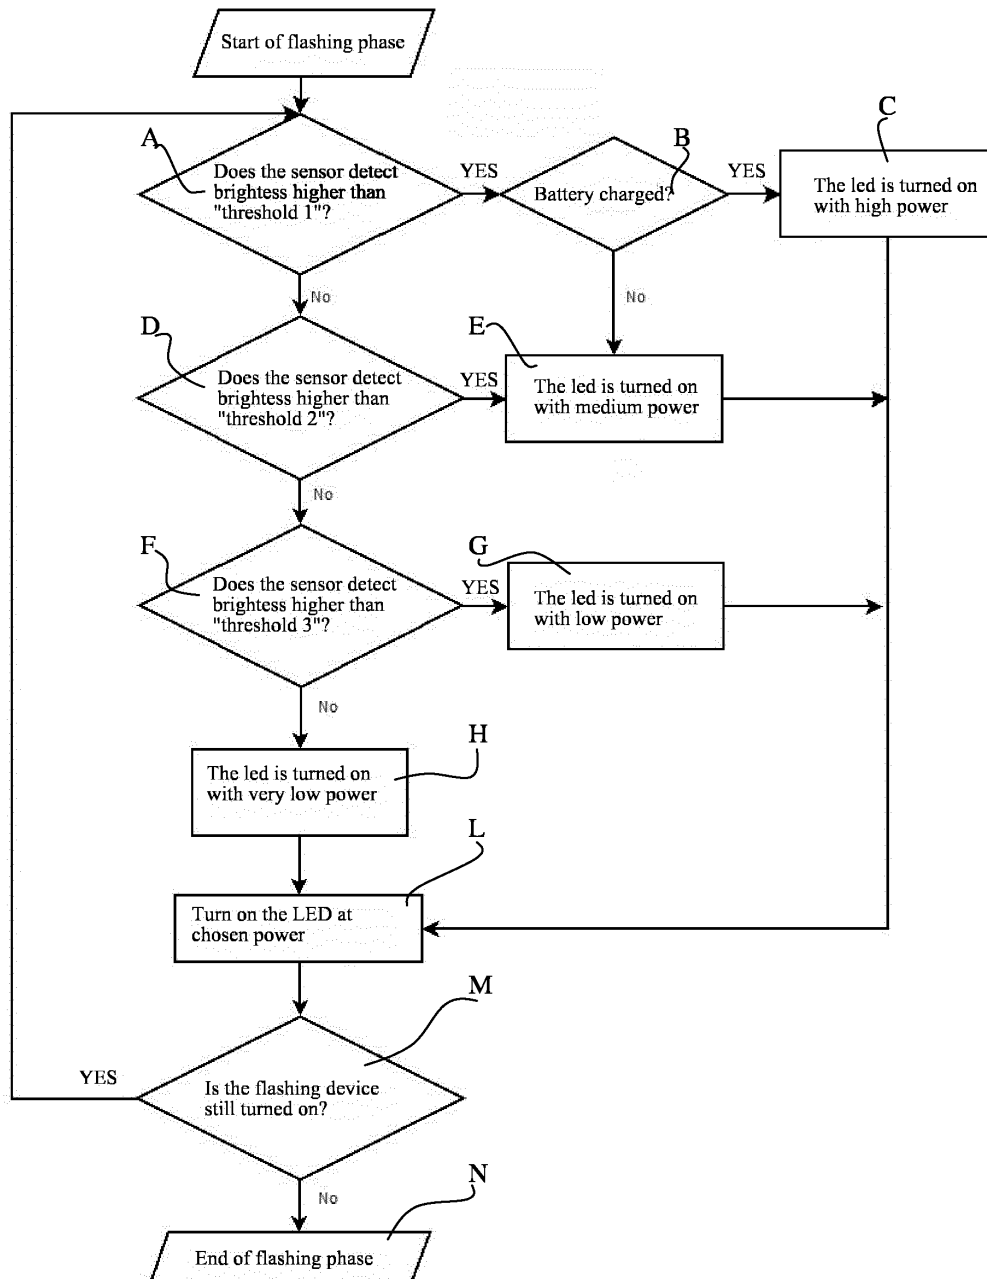 Start of flashing phase
A
Does the sensor detect
brightess higher than
"threshold 1"?
YES
B
Battery charged?
YES
C
The led is turned on
with high power
No
No
D
Does the sensor detect
brightess higher than
"threshold 2"?
YES
E
The led is turned on
with medium power
No
F
Does the sensor detect
brightess higher than
"threshold 3"?
YES
G
The led is turned on
with low power
No
H
The led is turned on
with very low power
L
Turn on the LED at
chosen power
M
Is the flashing device
still turned on?
YES
No
N
End of flashing phase